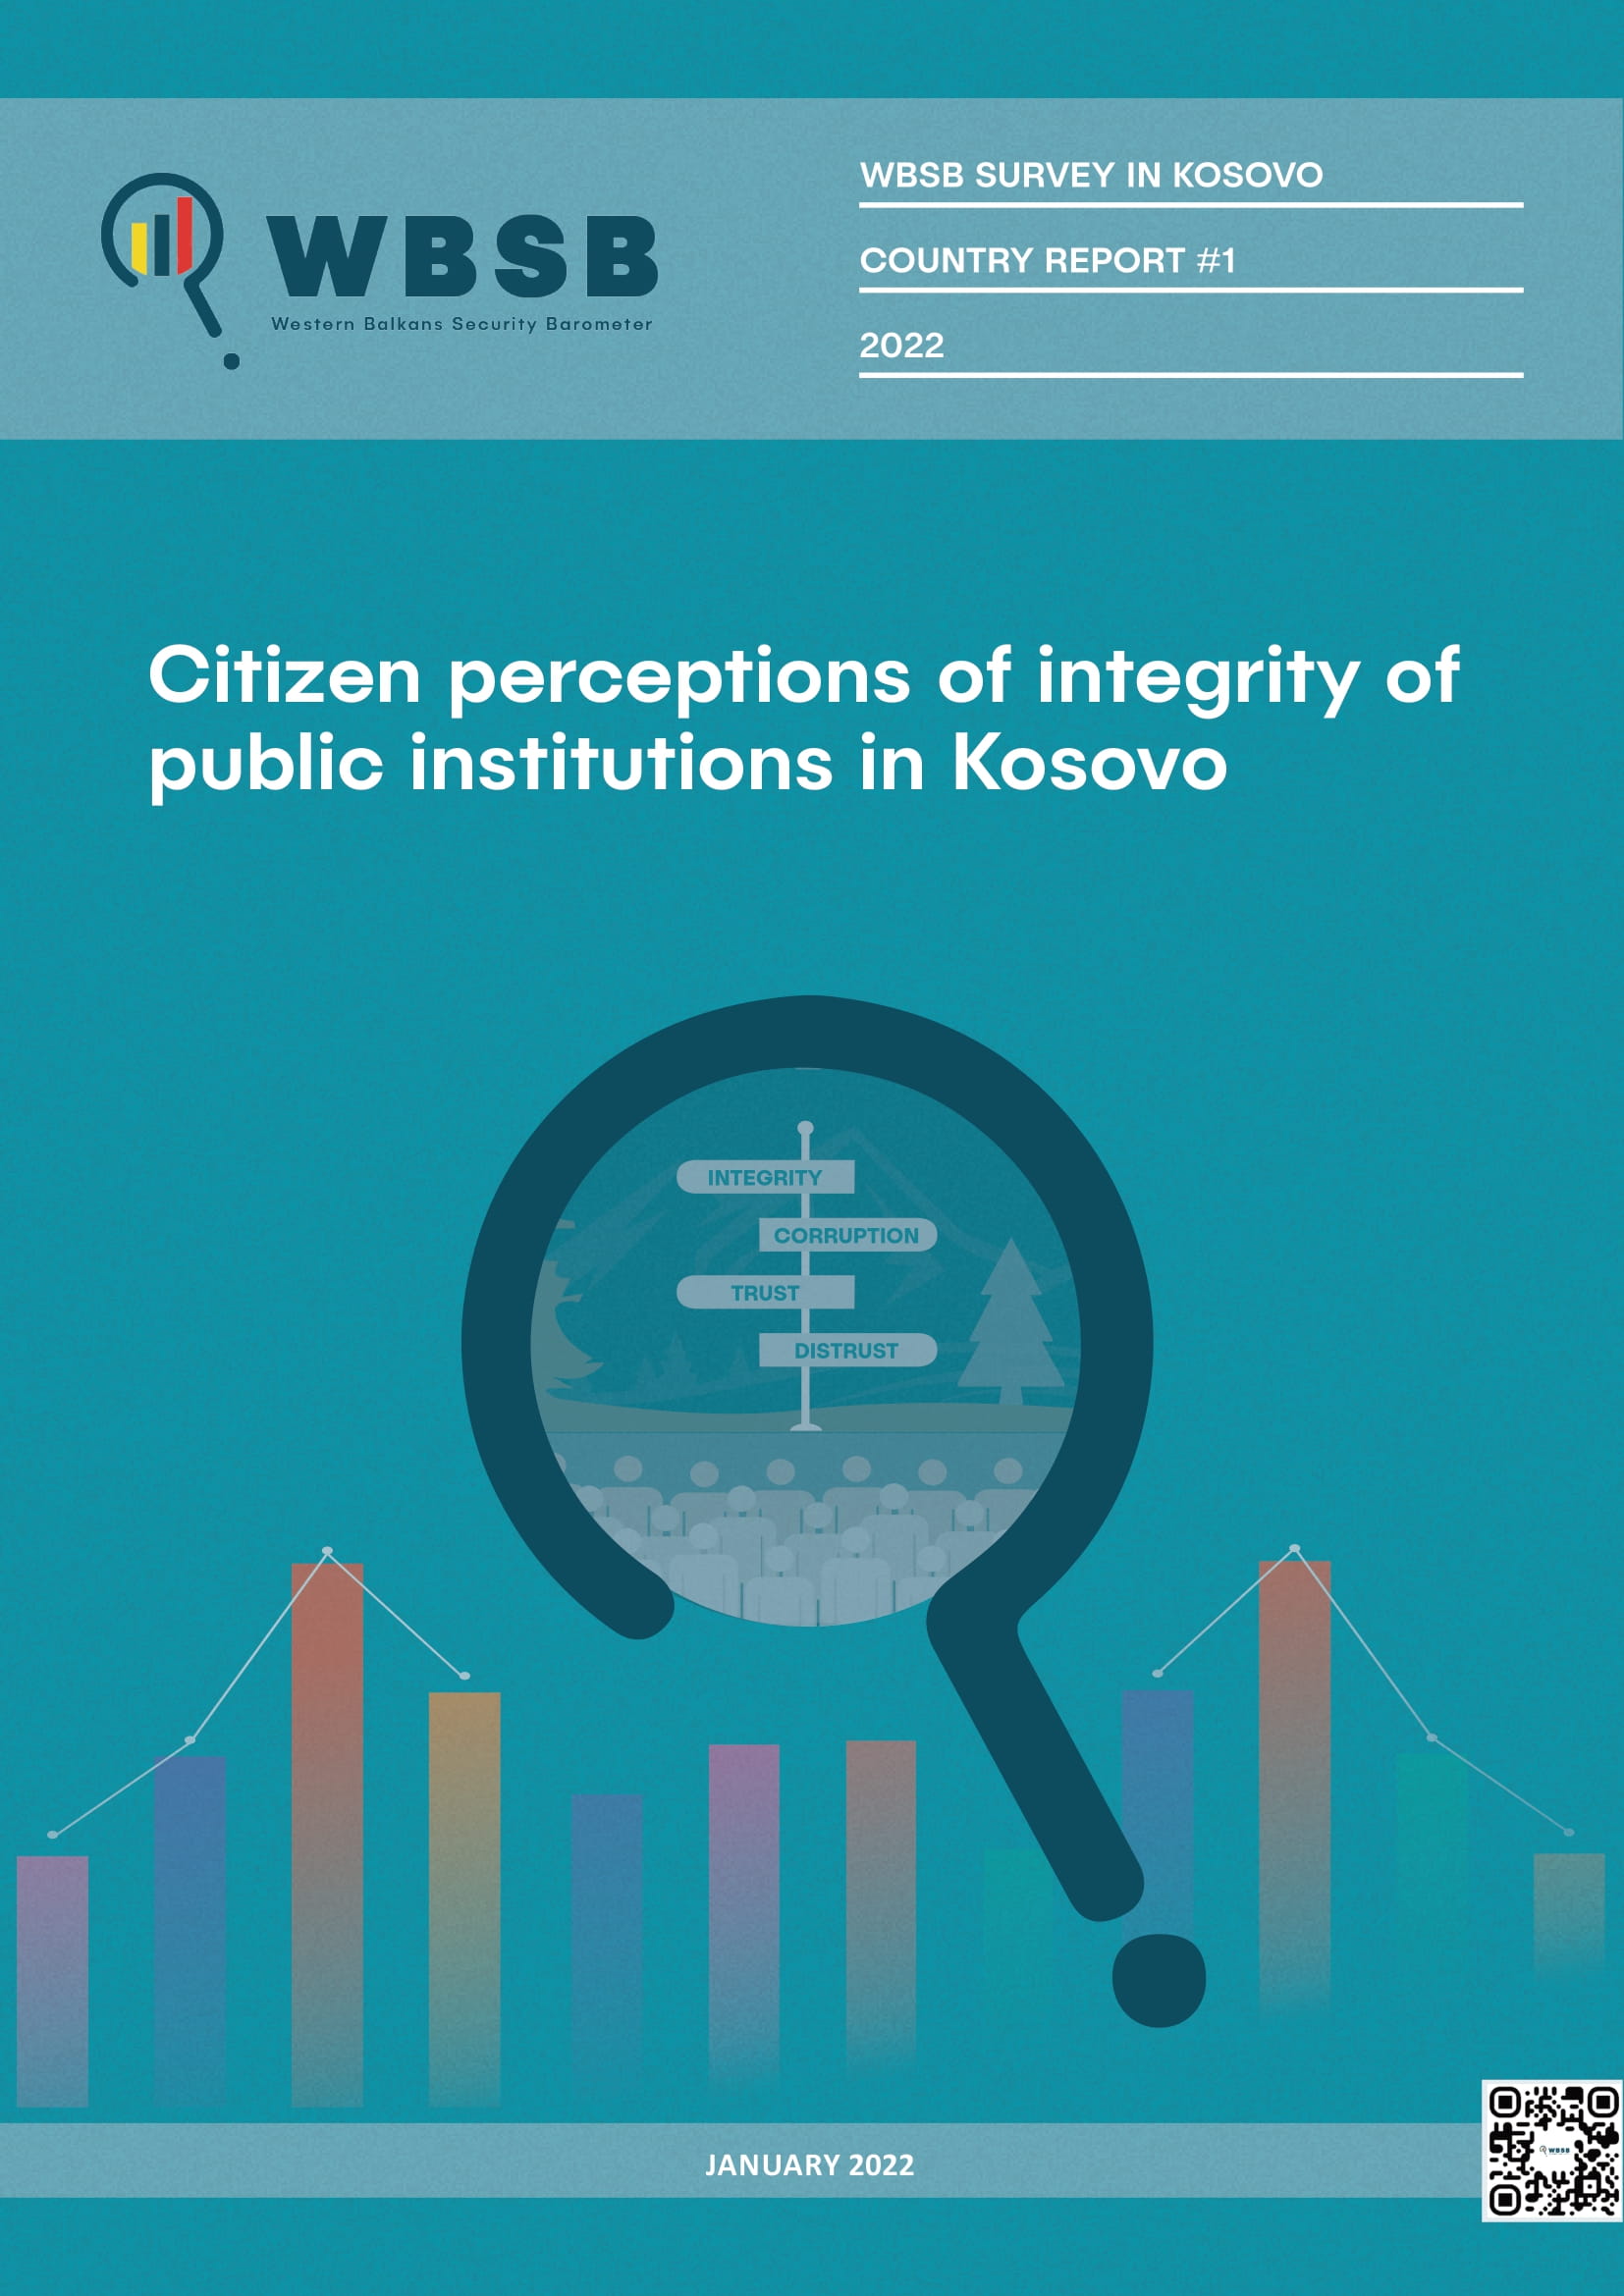 WBSB
Western Balkans Security Barometer
WBSB SURVEY IN KOSOVO
COUNTRY REPORT #1
2022
Citizen perceptions of integrity of
public institutions in Kosovo
INTEGRITY
CORRUPTION
TRUST
DISTRUST
JANUARY 2022
WBSB